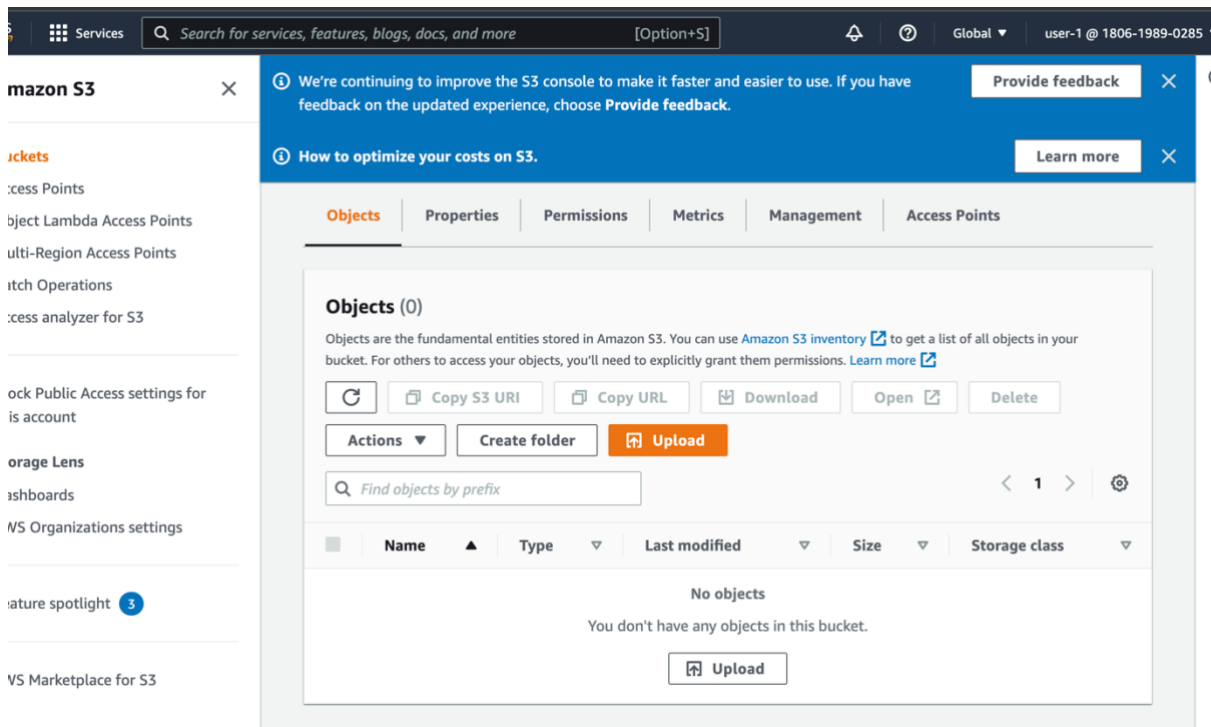 Services
Search for services, features, blogs, docs, and more [Option+S]
Global
user-1 @ 1806-1989-0285
mazon S3
uckets
ccess Points
bject Lambda Access Points
ulti-Region Access Points
atch Operations
ccess analyzer for S3
ock Public Access settings for
is account
orage Lens
ashboards
WS Organizations settings
eature spotlight 3
WS Marketplace for S3
We're continuing to improve the S3 console to make it faster and easier to use. If you have
feedback on the updated experience, choose Provide feedback.
Provide feedback
How to optimize your costs on S3.
Learn more
Objects Properties Permissions Metrics Management Access Points
Objects (0)
Objects are the fundamental entities stored in Amazon S3. You can use Amazon S3 inventory to get a list of all objects in your
bucket. For others to access your objects, you'll need to explicitly grant them permissions. Learn more
Copy S3 URI Copy URL Download Open Delete
Actions Create folder Upload
Find objects by prefix
1
Name Type Last modified Size Storage class
No objects
You don't have any objects in this bucket.
Upload